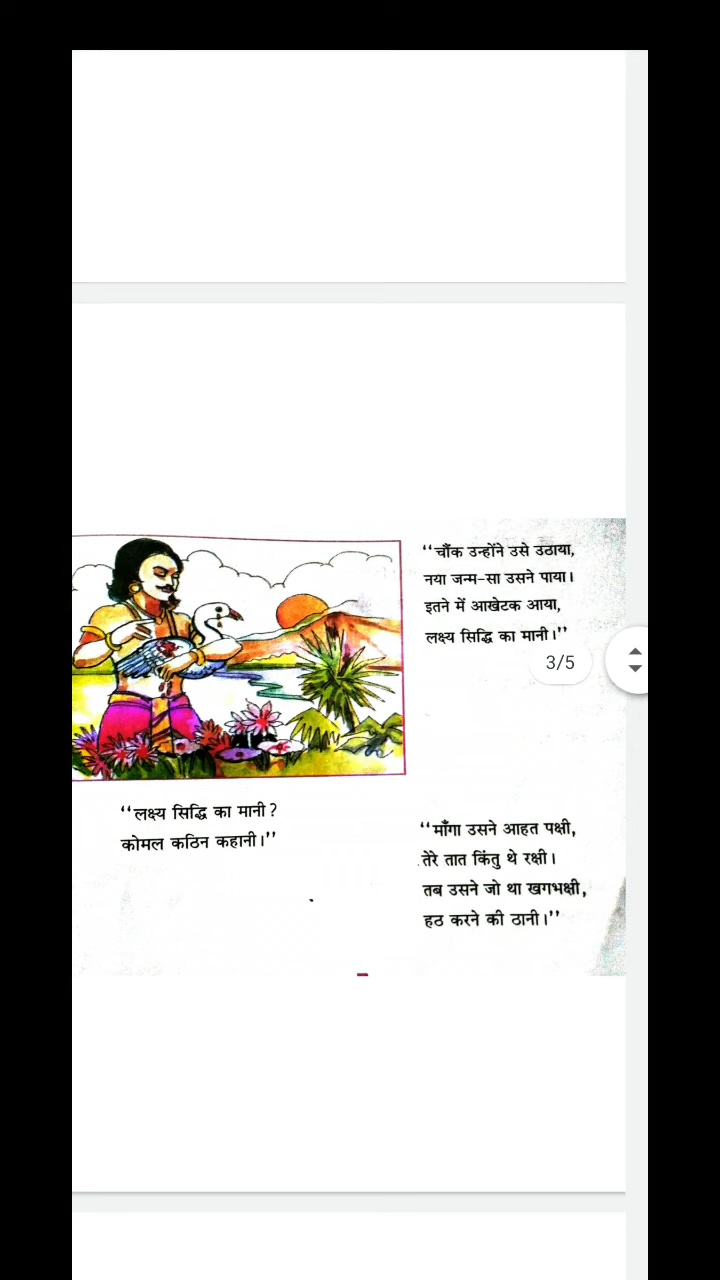 “चौंक उन्होंने उसे उठाया,
नया जन्म-सा उसने पाया।
इतने में आखेटक आया,
लक्ष्य सिद्धि का मानी।”
3/5
“लक्ष्य सिद्धि का मानी?
कोमल कठिन कहानी।”
“माँगा उसने आहत पक्षी,
तेरे तात किंतु थे रक्षी।
तब उसने जो था खगभक्षी,
हठ करने की ठानी।”